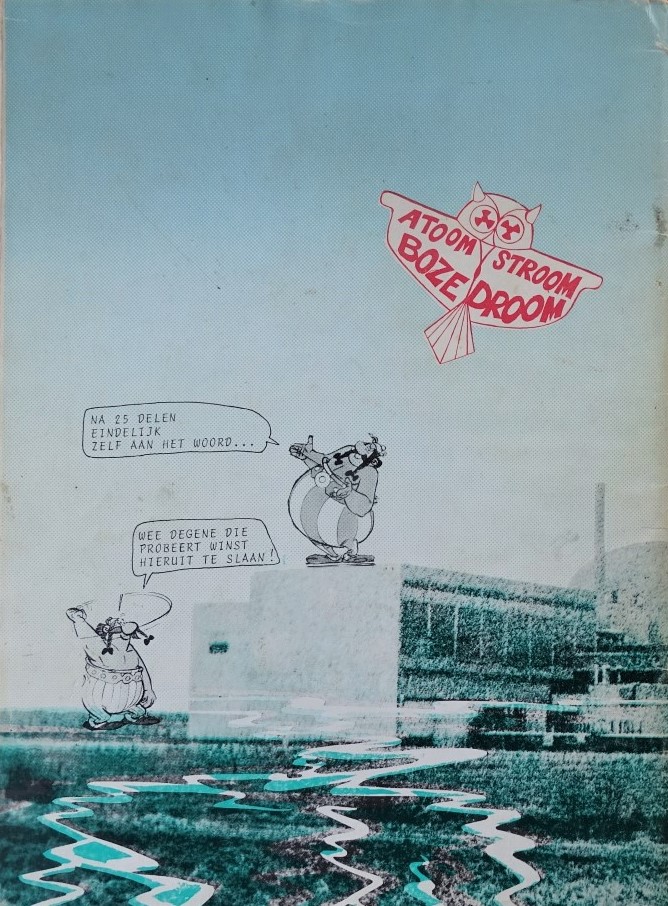 ATOOM STROOM
BOZE DROOM
NA 25 DELEN
EINDELIJK
ZELF AAN HET WOORD...
WEE DEGENE DIE
PROBEERT WINST
HIERUIT TE SLAAN!